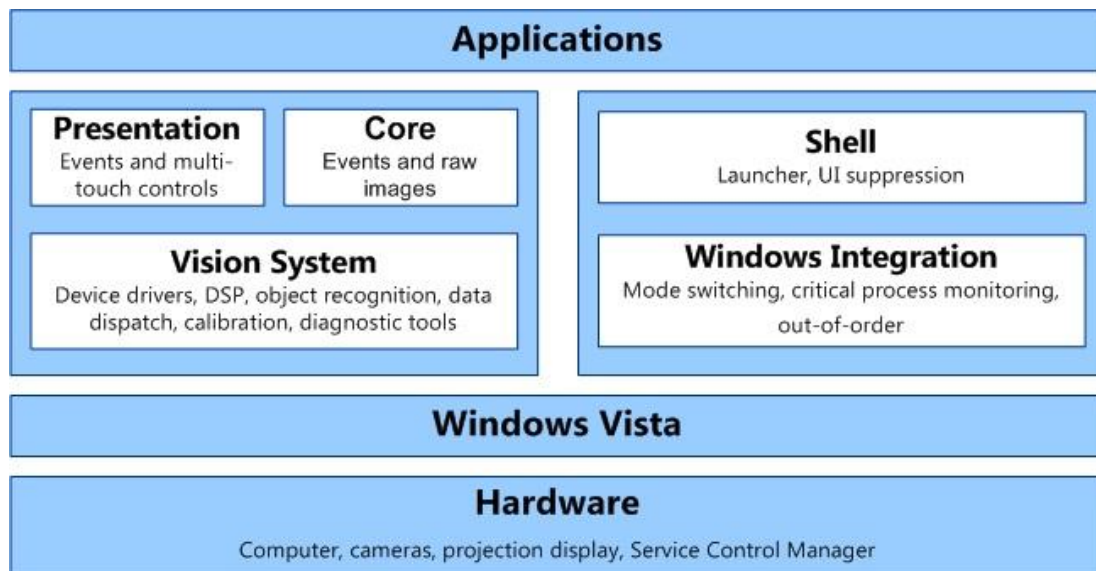 Applications
Presentation
Events and multi-
touch controls
Core
Events and raw
images
Vision System
Device drivers, DSP, object recognition, data
dispatch, calibration, diagnostic tools
Shell
Launcher, UI suppression
Windows Integration
Mode switching, critical process monitoring,
out-of-order
Windows Vista
Hardware
Computer, cameras, projection display, Service Control Manager